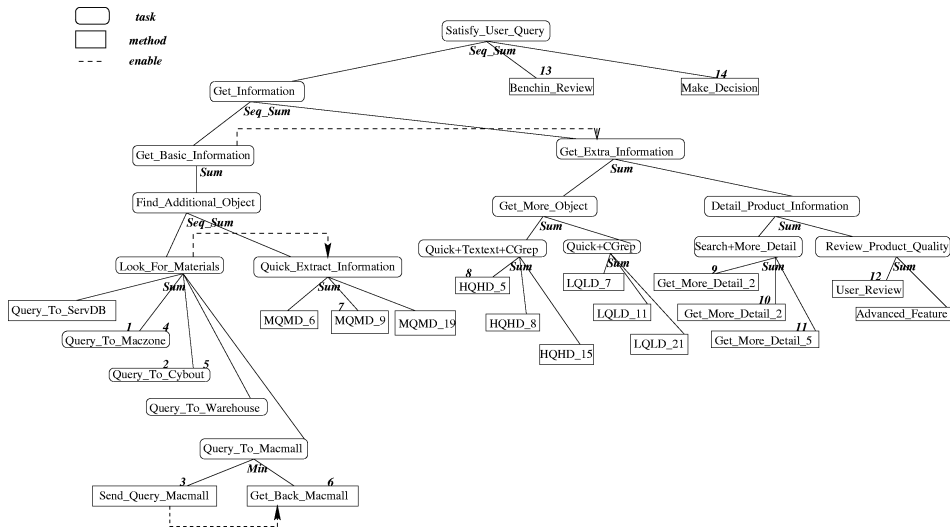 task
method
enable
Satisfy_User_Query
Seq_Sum
13
14
Get_Information
Benchin_Review
Make_Decision
Seq_Sum
Get_Basic_Information
Get_Extra_Information
Sum
Sum
Find_Additional_Object
Get_More_Object
Detail_Product_Information
Seq_Sum
Sum
Sum
Quick+Textext+CGrep
Quick+CGrep
Search+More_Detail
Review_Product_Quality
Look_For_Materials
Quick_Extract_Information
Sum
Sum
8
Sum
Sum
9
Sum
12
Sum
HQHD_5
LQLD_7
Get_More_Detail_2
User_Review
Query_To_ServDB
7
10
MQMD_6
MQMD_9
MQMD_19
HQHD_8
LQLD_11
Get_More_Detail_2
Advanced_Feature
1
4
11
Query_To_Maczone
HQHD_15
LQLD_21
Get_More_Detail_5
2
5
Query_To_Cybout
Query_To_Warehouse
Query_To_Macmall
Min
3
6
Send_Query_Macmall
Get_Back_Macmall